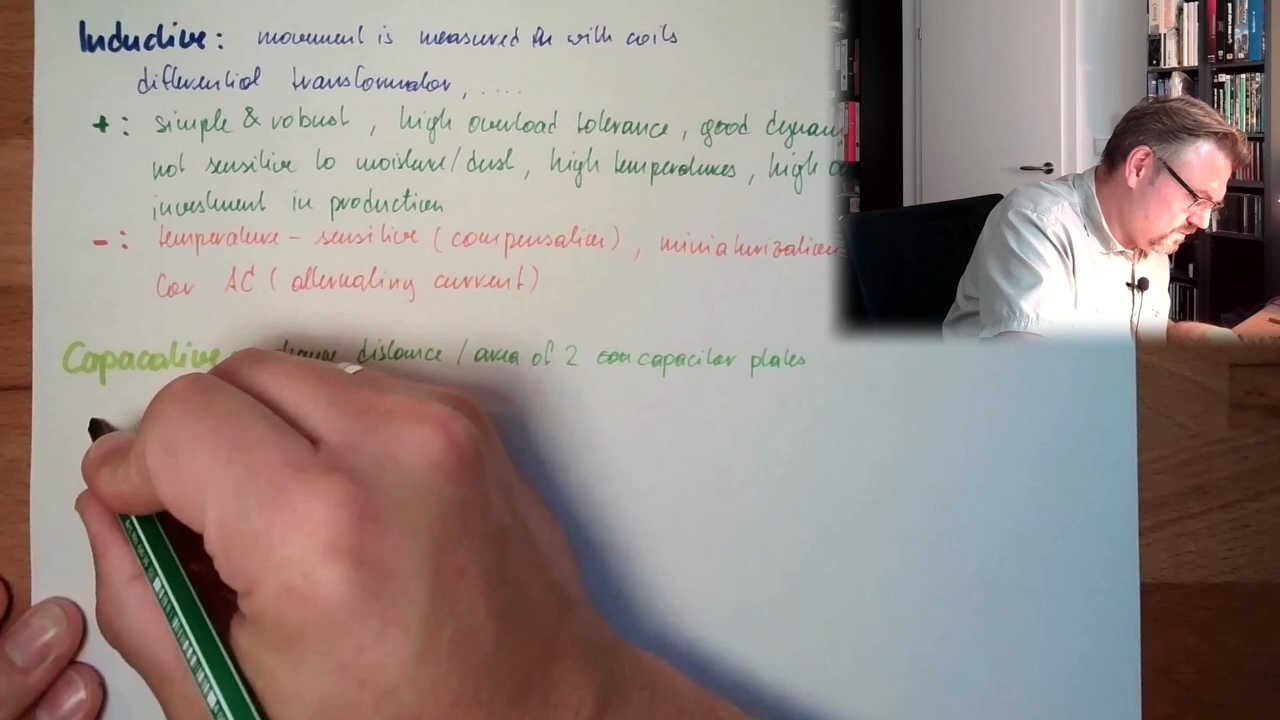 Inductive: movement is measured with coils
differential transformator, ....
+: simple & robust, high overload tolerance, good
not sensitive to moisture/dust, high temperatures, high
investment in production
-: temperature-sensitive (compensation), miniaturization
for AC (alternating current)
Capacative distance / area of 2 capacitor plates